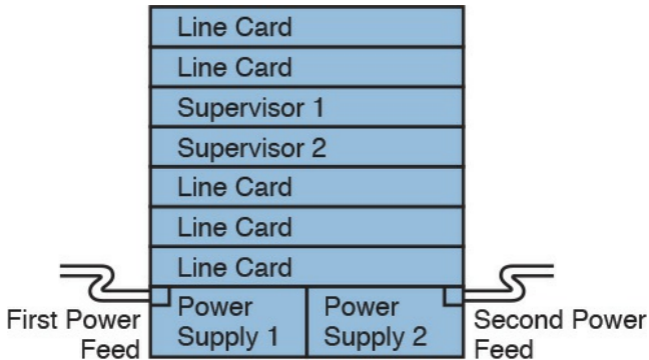 Line Card
Line Card
Supervisor 1
Supervisor 2
Line Card
Line Card
Line Card
First Power
Feed
Power
Supply 1
Power
Supply 2
Second Power
Feed